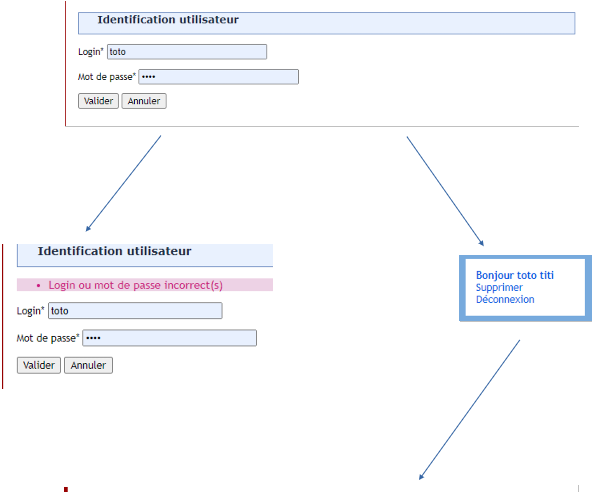 Identification utilisateur
Login* toto
Mot de passe* ••••
Valider Annuler
Identification utilisateur
• Login ou mot de passe incorrect(s)
Login* toto
Mot de passe* ••••
Valider Annuler
Bonjour toto titi
Supprimer
Déconnexion